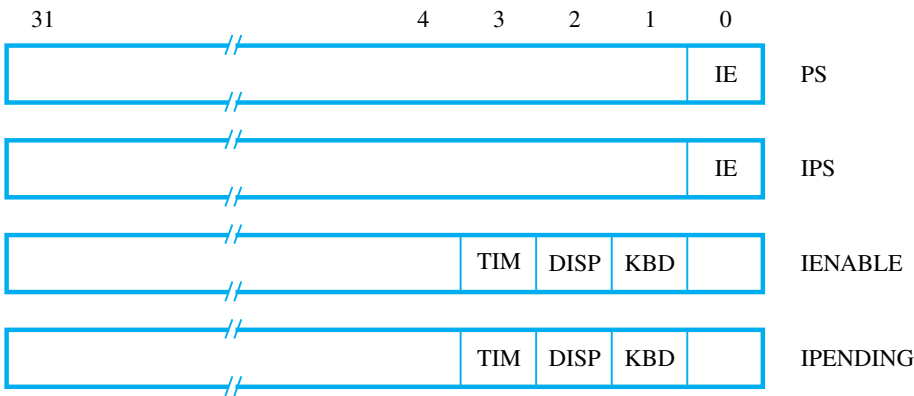 31 4 3 2 1 0
IE PS
IE IPS
TIM DISP KBD IENABLE
TIM DISP KBD IPENDING